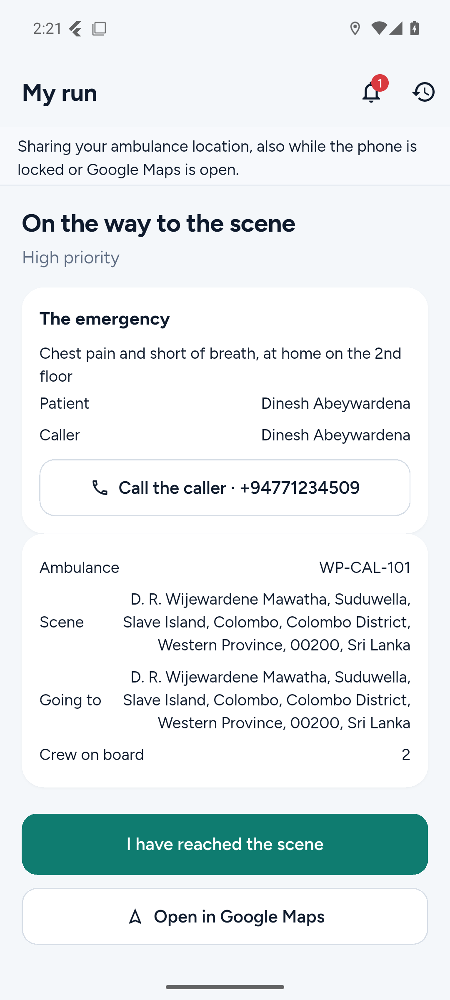 2:21
My run
1
Sharing your ambulance location, also while the phone is
locked or Google Maps is open.
On the way to the scene
High priority
The emergency
Chest pain and short of breath, at home on the 2nd
floor
Patient Dinesh Abeywardena
Caller Dinesh Abeywardena
Call the caller · +94771234509
Ambulance WP-CAL-101
D. R. Wijewardene Mawatha, Suduwella,
Scene Slave Island, Colombo, Colombo District,
Western Province, 00200, Sri Lanka
D. R. Wijewardene Mawatha, Suduwella,
Going to Slave Island, Colombo, Colombo District,
Western Province, 00200, Sri Lanka
Crew on board 2
I have reached the scene
Open in Google Maps